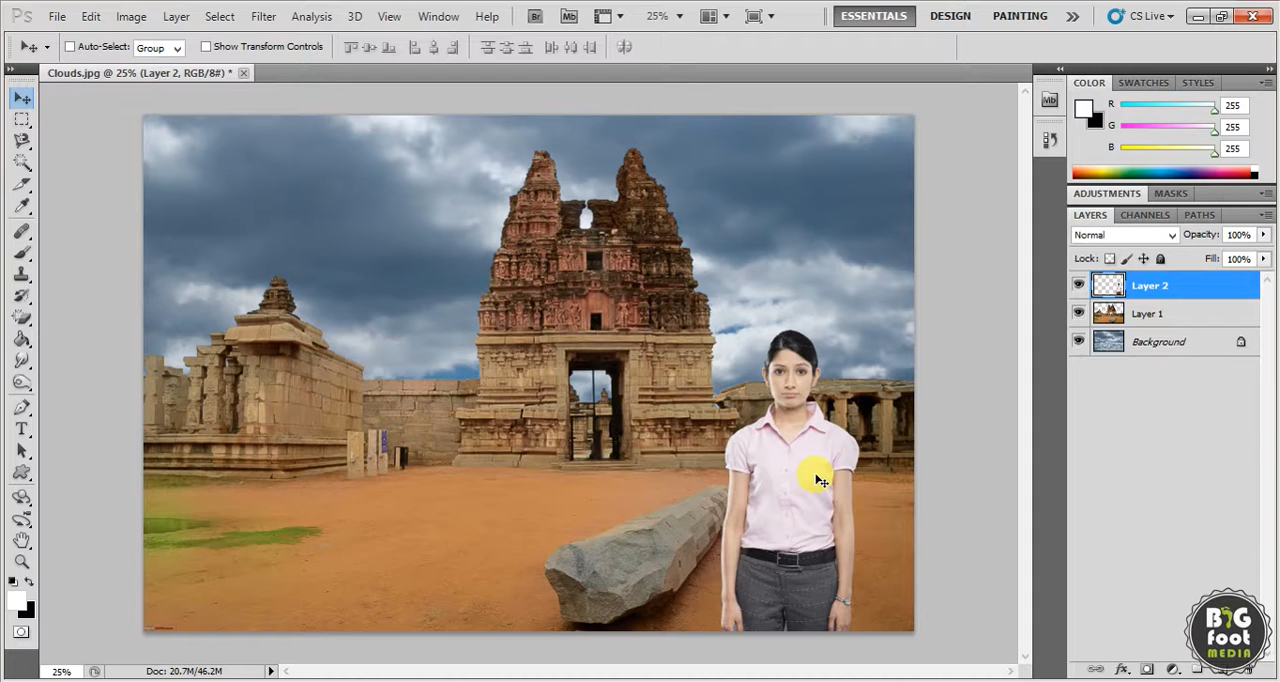 Ps File Edit Image Layer Select Filter Analysis 3D View Window Help Br Mb 25% ESSENTIALS DESIGN PAINTING CS Live
Auto-Select: Group Show Transform Controls
Clouds.jpg @ 25% (Layer 2, RGB/8#) *
COLOR SWATCHES STYLES
Mb
R 255
G 255
B 255
ADJUSTMENTS MASKS
LAYERS CHANNELS PATHS
Normal Opacity: 100%
Lock: Fill: 100%
Layer 2
Layer 1
Background
T
25% Doc: 20.7M/46.2M
BIG
foot
MEDIA